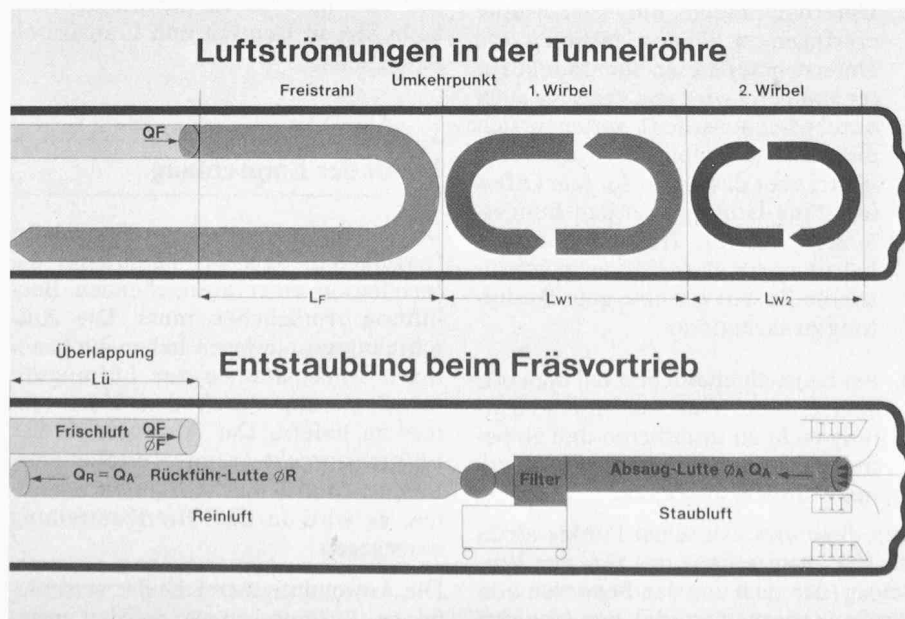 Luftströmungen in der Tunnelröhre
Umkehrpunkt
Freistrahl 1. Wirbel 2. Wirbel
QF
LF LW1 LW2
Überlappung
Lü
Entstaubung beim Fräsvortrieb
Frischluft QF
øF
QR = QA Rückführ-Lutte øR
Filter
Absaug-Lutte øA QA
Reinluft
Staubluft